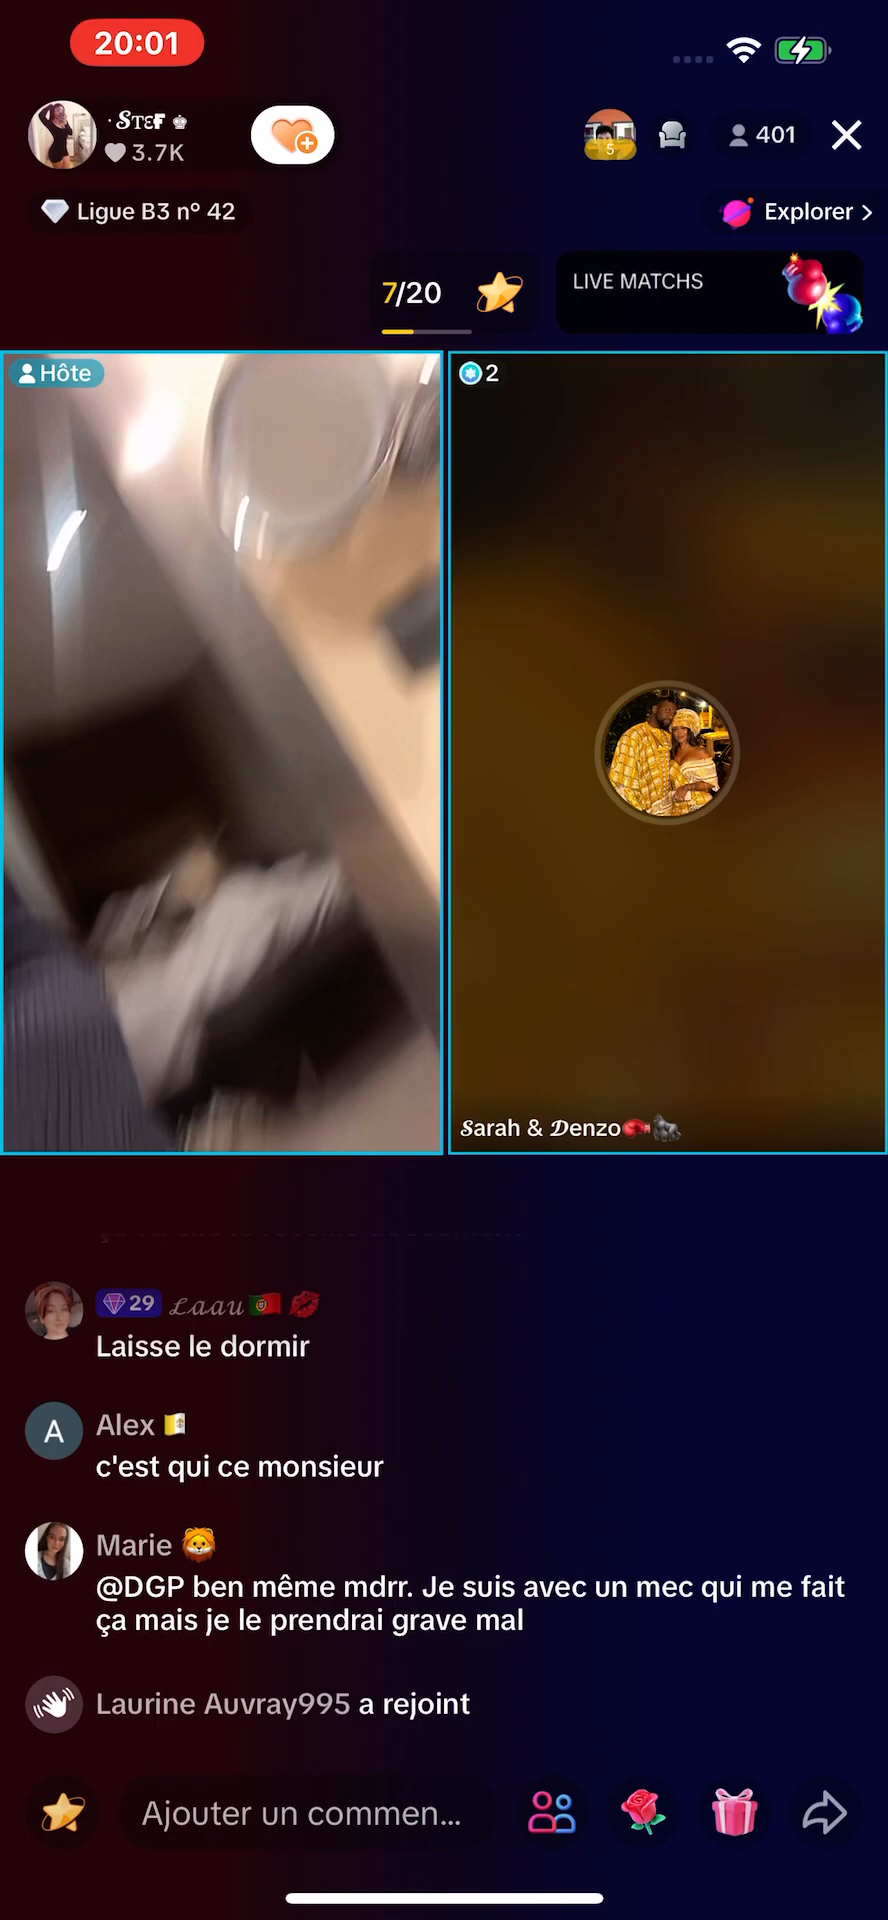 20:01
· STEF ♚
3.7K
5
401
Ligue B3 nº 42
Explorer >
7/20
LIVE MATCHS
Hôte
2
Sarah & Denzo🥊🦍
29 Laau🇵🇹💋
Laisse le dormir
A
Alex 🇻🇦
c'est qui ce monsieur
Marie 🦁
@DGP ben même mdrr. Je suis avec un mec qui me fait
ça mais je le prendrai grave mal
Laurine Auvray995 a rejoint
Ajouter un commen...